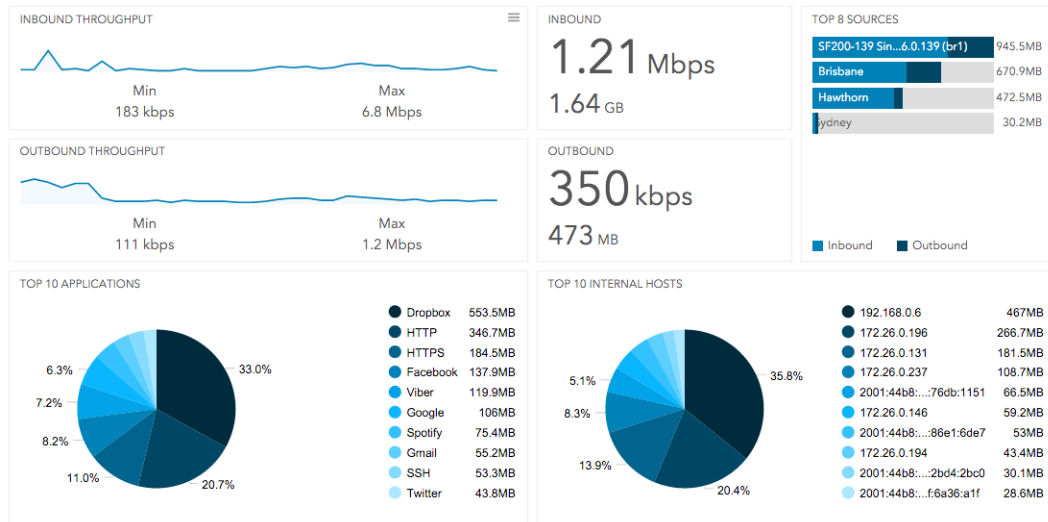 INBOUND THROUGHPUT
Min Max
183 kbps 6.8 Mbps
INBOUND
1.21 Mbps
1.64 GB
TOP 8 SOURCES
SF200-139 Sin...6.0.139 (br1) 945.5MB
Brisbane 670.9MB
Hawthorn 472.5MB
Sydney 30.2MB
Inbound Outbound
OUTBOUND THROUGHPUT
Min Max
111 kbps 1.2 Mbps
OUTBOUND
350 kbps
473 MB
TOP 10 APPLICATIONS
33.0%
20.7%
11.0%
8.2%
7.2%
6.3%
Dropbox 553.5MB
HTTP 346.7MB
HTTPS 184.5MB
Facebook 137.9MB
Viber 119.9MB
Google 106MB
Spotify 75.4MB
Gmail 55.2MB
SSH 53.3MB
Twitter 43.8MB
TOP 10 INTERNAL HOSTS
35.8%
20.4%
13.9%
8.3%
5.1%
192.168.0.6 467MB
172.26.0.196 266.7MB
172.26.0.131 181.5MB
172.26.0.237 108.7MB
2001:44b8:...:76db:1151 66.5MB
172.26.0.146 59.2MB
2001:44b8:...:86e1:6de7 53MB
172.26.0.194 43.4MB
2001:44b8:...:2bd4:2bc0 30.1MB
2001:44b8:...f:6a36:a1f 28.6MB